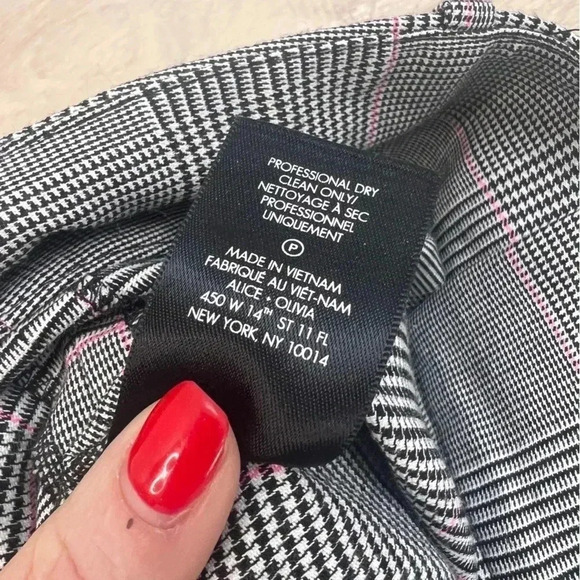 PROFESSIONAL DRY
CLEAN ONLY/
NETTOYAGE À SEC
PROFESSIONNEL
UNIQUEMENT
P
MADE IN VIETNAM
FABRIQUÉ AU VIÊT-NAM
ALICE + OLIVIA
450 W 14TH ST 11 FL
NEW YORK, NY 10014